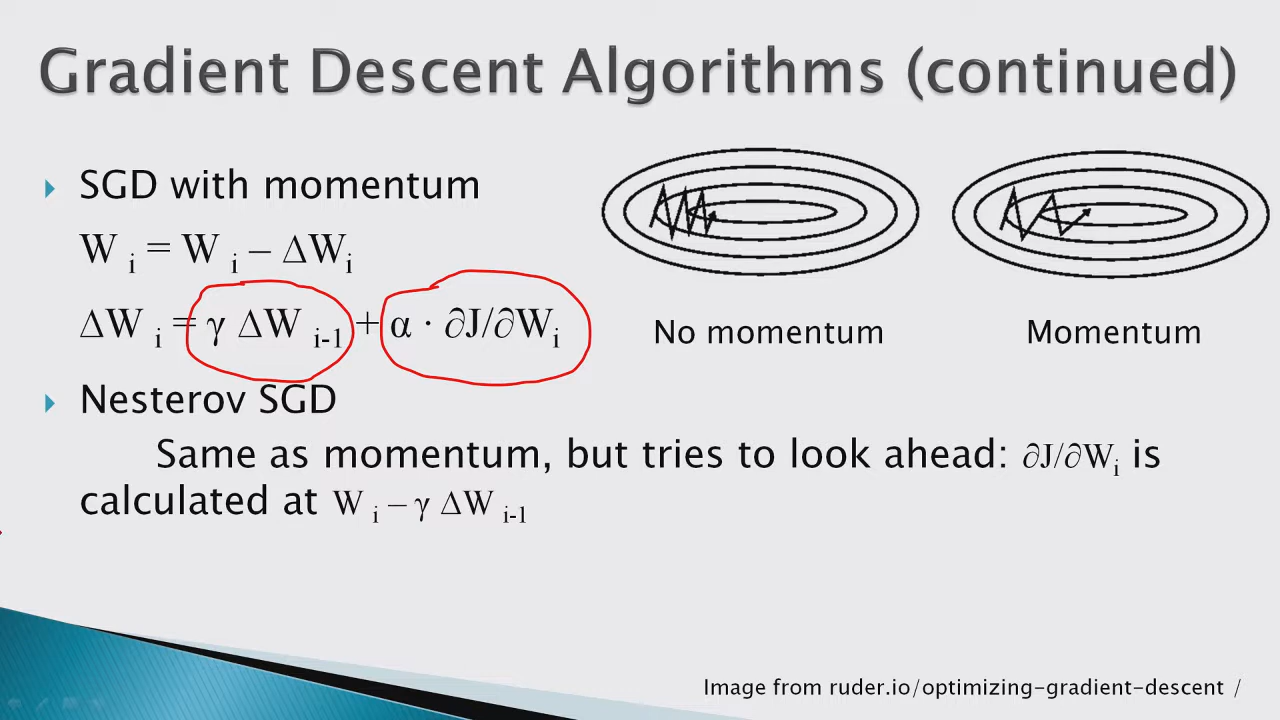 Gradient Descent Algorithms (continued)
SGD with momentum
W i = W i – ΔWi
ΔW i = γ ΔW i-1 + α · ∂J/∂Wi
No momentum
Momentum
Nesterov SGD
Same as momentum, but tries to look ahead: ∂J/∂Wi is
calculated at W i – γ ΔW i-1
Image from ruder.io/optimizing-gradient-descent /